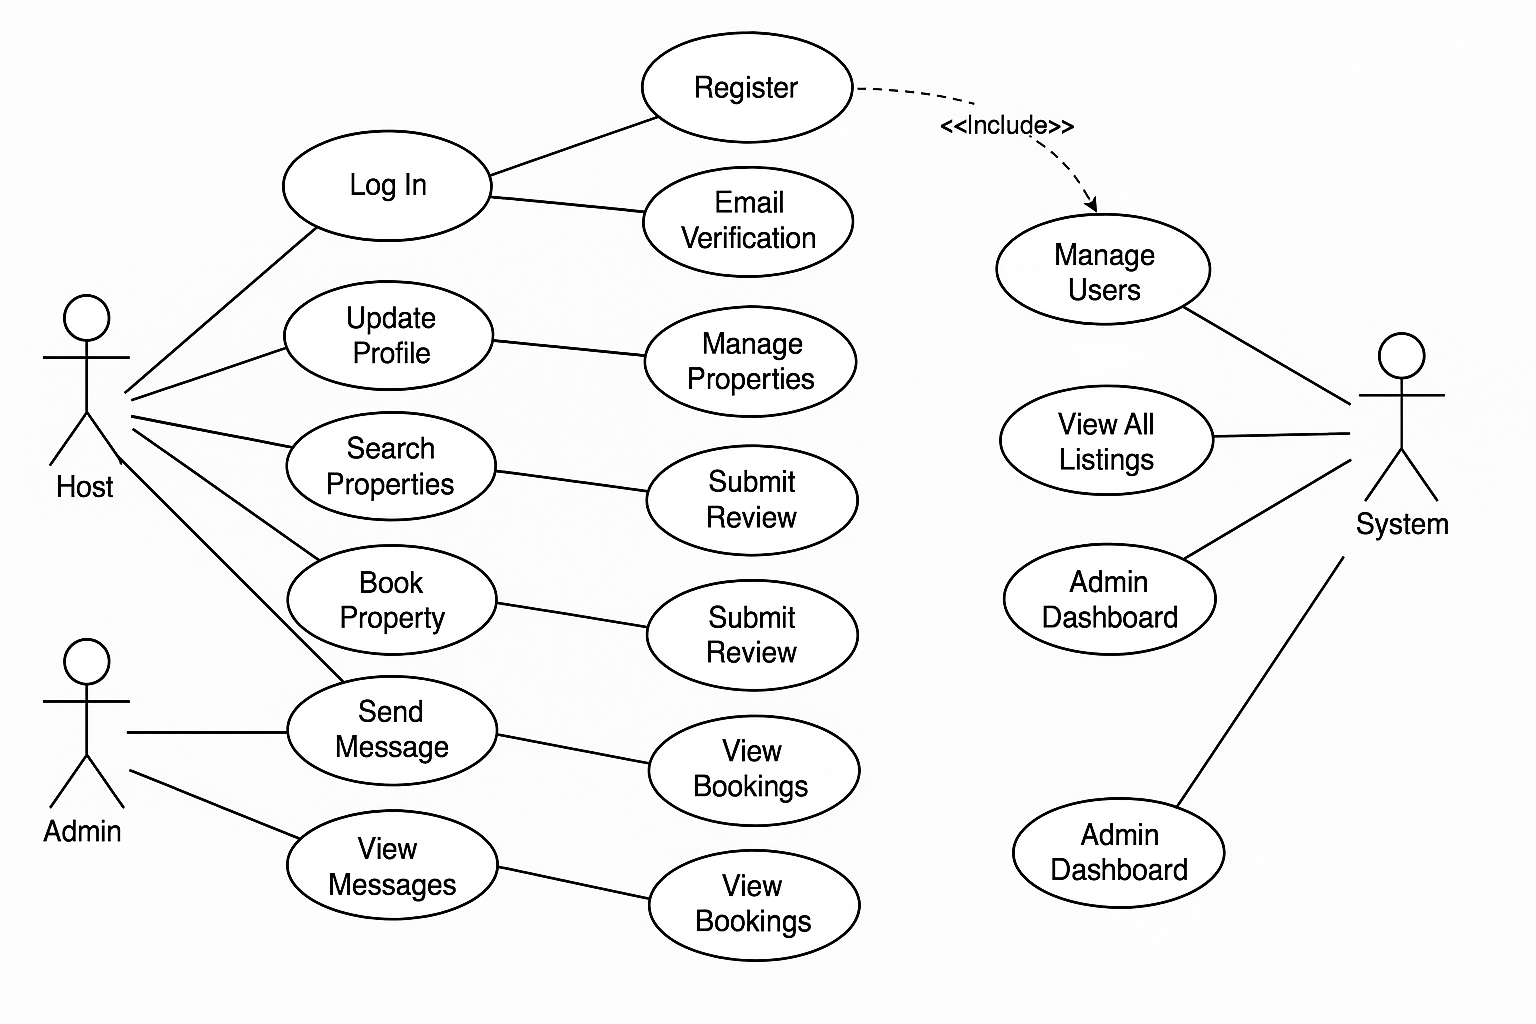 Register
<<Include>>
Log In
Email
Verification
Manage
Users
Update
Profile
Manage
Properties
Host
Search
Properties
View All
Listings
System
Submit
Review
Book
Property
Admin
Dashboard
Submit
Review
Send
Message
View
Bookings
Admin
View
Messages
View
Bookings
Admin
Dashboard